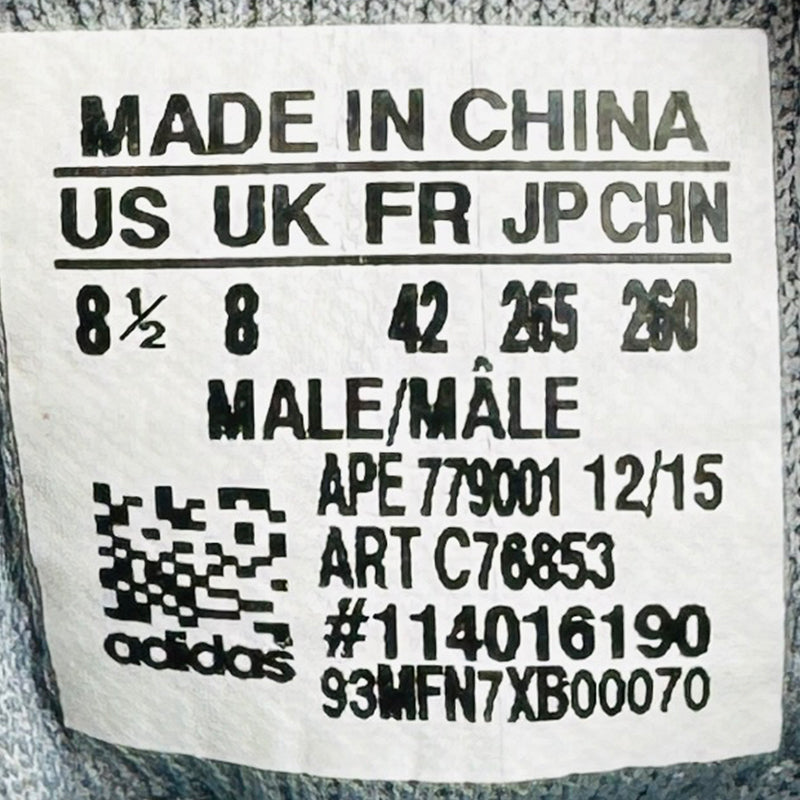 MADE IN CHINA
US UK FR JP CHN
8 ½ 8 42 265 260
MALE/MÂLE
APE 779001 12/15
ART C76853
#114016190
adidas
93MFN7XB00070